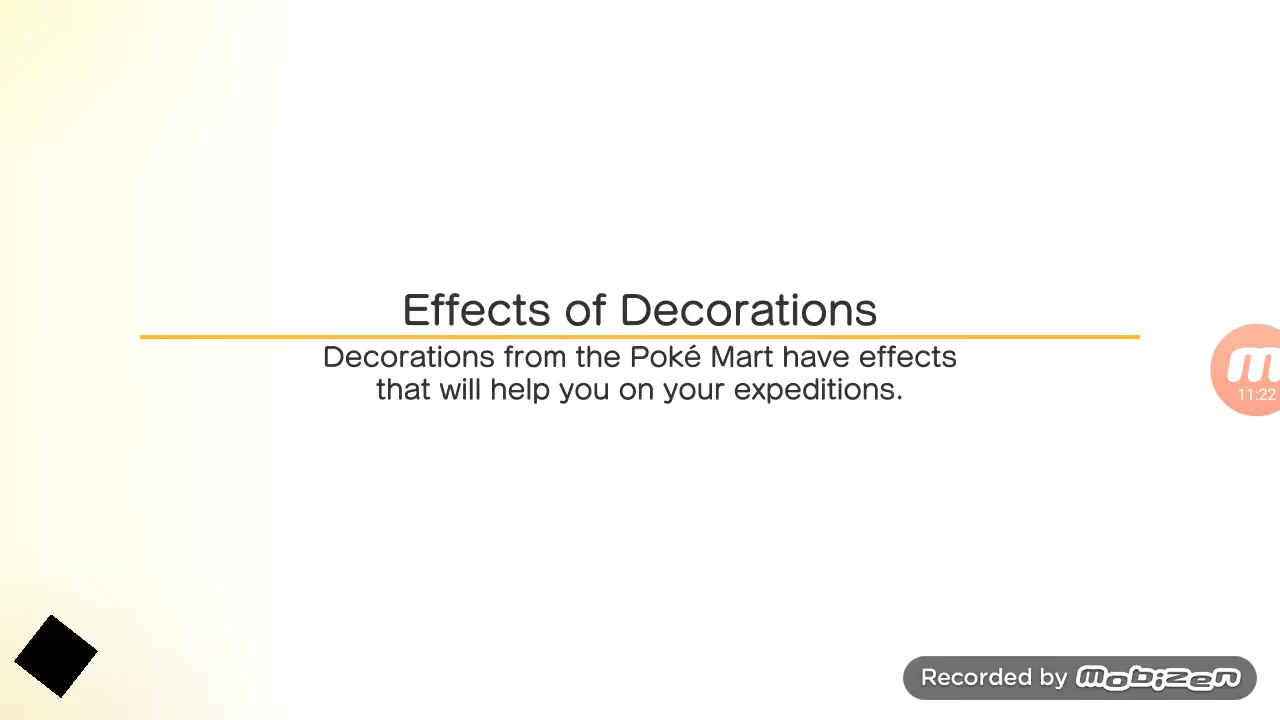 Effects of Decorations
Decorations from the Poké Mart have effects
that will help you on your expeditions.
m
11:22
Recorded by mobizen